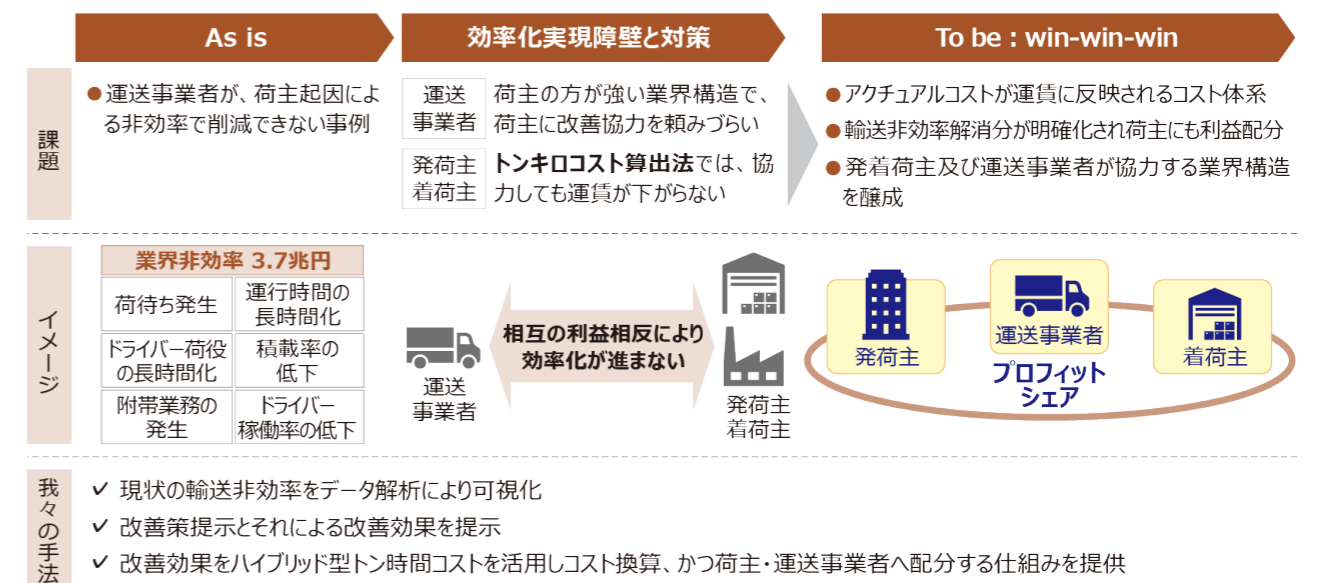 As is
効率化実現障壁と対策
To be : win-win-win
課題
●運送事業者が、荷主起因によ
る非効率で削減できない事例
運送
事業者
荷主の方が強い業界構造で、
荷主に改善協力を頼みづらい
発荷主
着荷主
トンキロコスト算出法では、協
力しても運賃が下がらない
●アクチュアルコストが運賃に反映されるコスト体系
●輸送非効率解消分が明確化され荷主にも利益配分
●発着荷主及び運送事業者が協力する業界構造
を醸成
イメージ
業界非効率 3.7兆円
荷待ち発生
運行時間の
長時間化
ドライバー荷役
の長時間化
積載率の
低下
附帯業務の
発生
ドライバー
稼働率の低下
運送
事業者
相互の利益相反により
効率化が進まない
発荷主
着荷主
発荷主
運送事業者
着荷主
プロフィット
シェア
我々の手法
✓ 現状の輸送非効率をデータ解析により可視化
✓ 改善策提示とそれによる改善効果を提示
✓ 改善効果をハイブリッド型トン時間コストを活用しコスト換算、かつ荷主・運送事業者へ配分する仕組みを提供